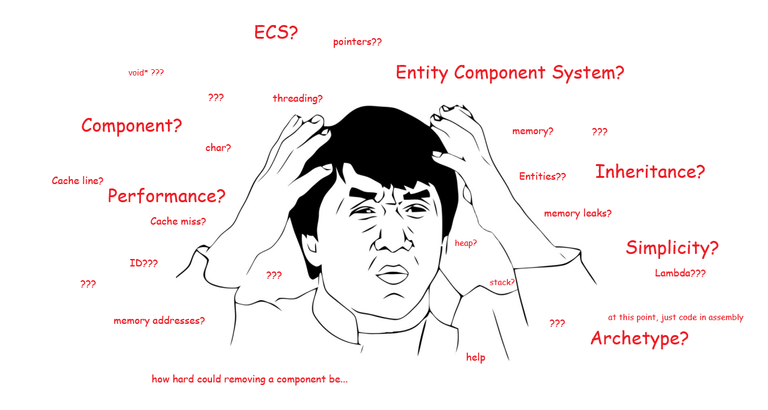 ECS?
pointers??
void* ???
Entity Component System?
???
threading?
Component?
memory?
???
char?
Cache line?
Entities??
Inheritance?
Performance?
Cache miss?
memory leaks?
heap?
Simplicity?
ID???
???
Lambda???
???
stack?
memory addresses?
???
at this point, just code in assembly
Archetype?
help
how hard could removing a component be...